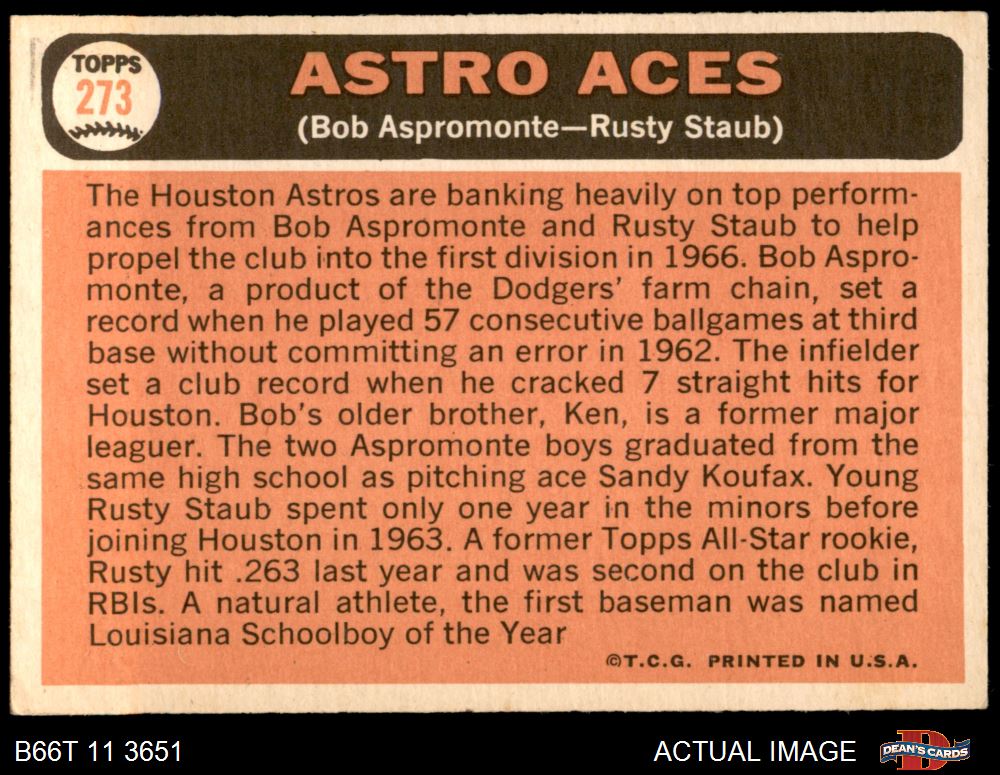 TOPPS
273
ASTRO ACES
(Bob Aspromonte—Rusty Staub)
The Houston Astros are banking heavily on top perform-
ances from Bob Aspromonte and Rusty Staub to help
propel the club into the first division in 1966. Bob Aspro-
monte, a product of the Dodgers' farm chain, set a
record when he played 57 consecutive ballgames at third
base without committing an error in 1962. The infielder
set a club record when he cracked 7 straight hits for
Houston. Bob's older brother, Ken, is a former major
leaguer. The two Aspromonte boys graduated from the
same high school as pitching ace Sandy Koufax. Young
Rusty Staub spent only one year in the minors before
joining Houston in 1963. A former Topps All-Star rookie,
Rusty hit .263 last year and was second on the club in
RBIs. A natural athlete, the first baseman was named
Louisiana Schoolboy of the Year
©T.C.G. PRINTED IN U.S.A.
B66T 11 3651
ACTUAL IMAGE
D
DEAN'S CARDS